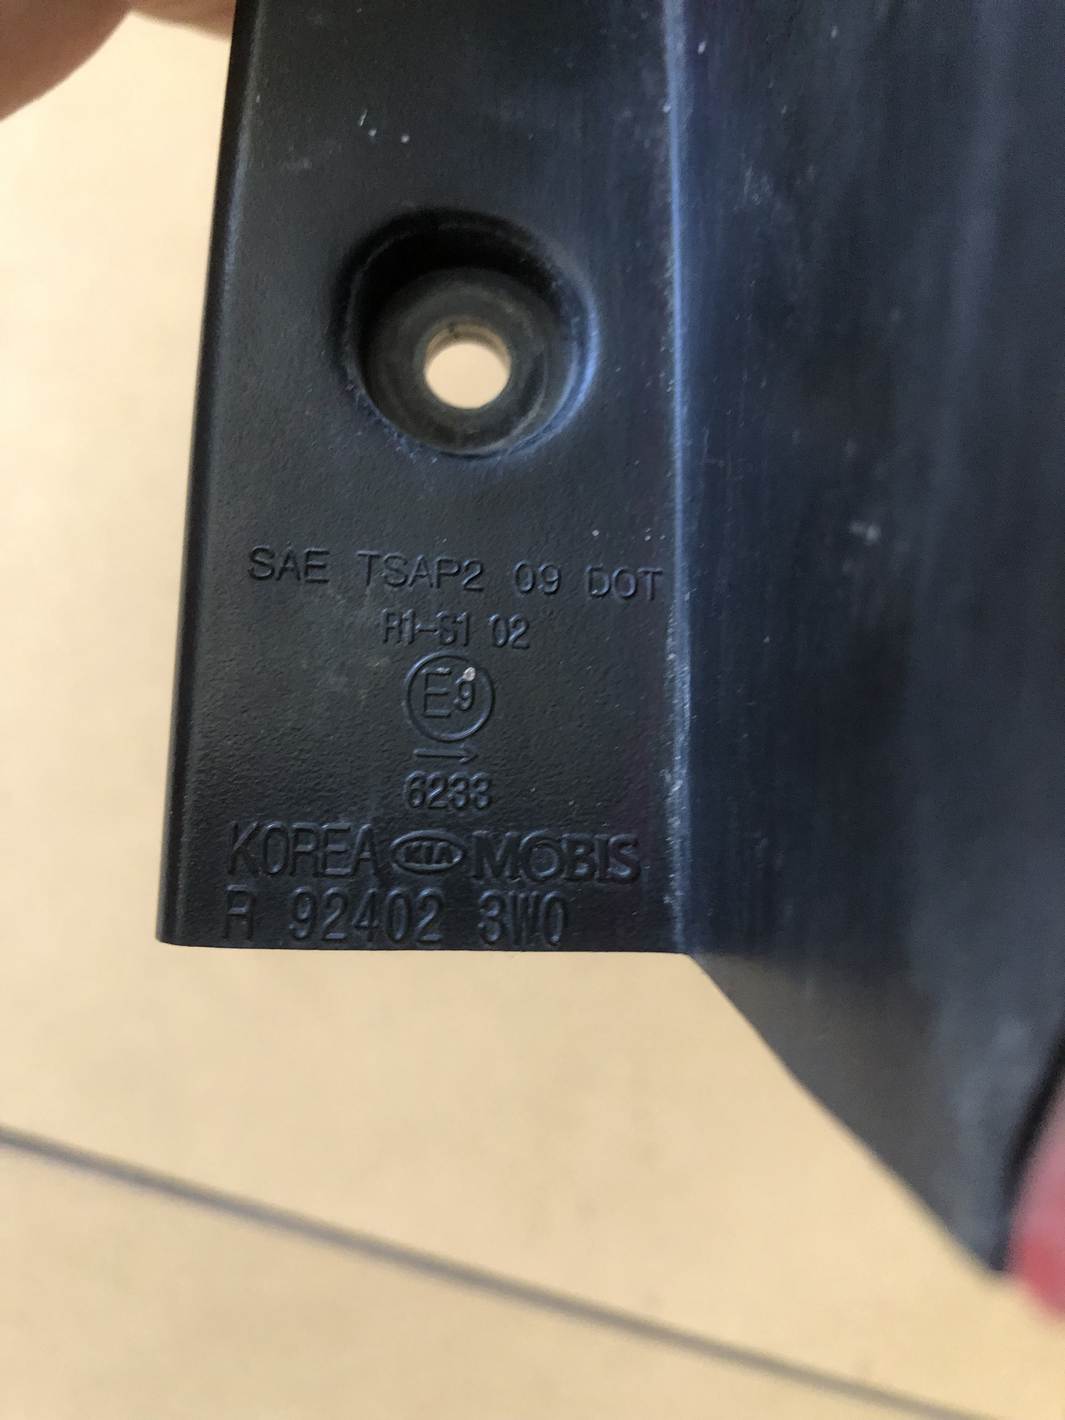 SAE TSAP2 09 DOT
R1-S1 02
E9
→
6233
KOREA KIA MOBIS
R 92402 3W0